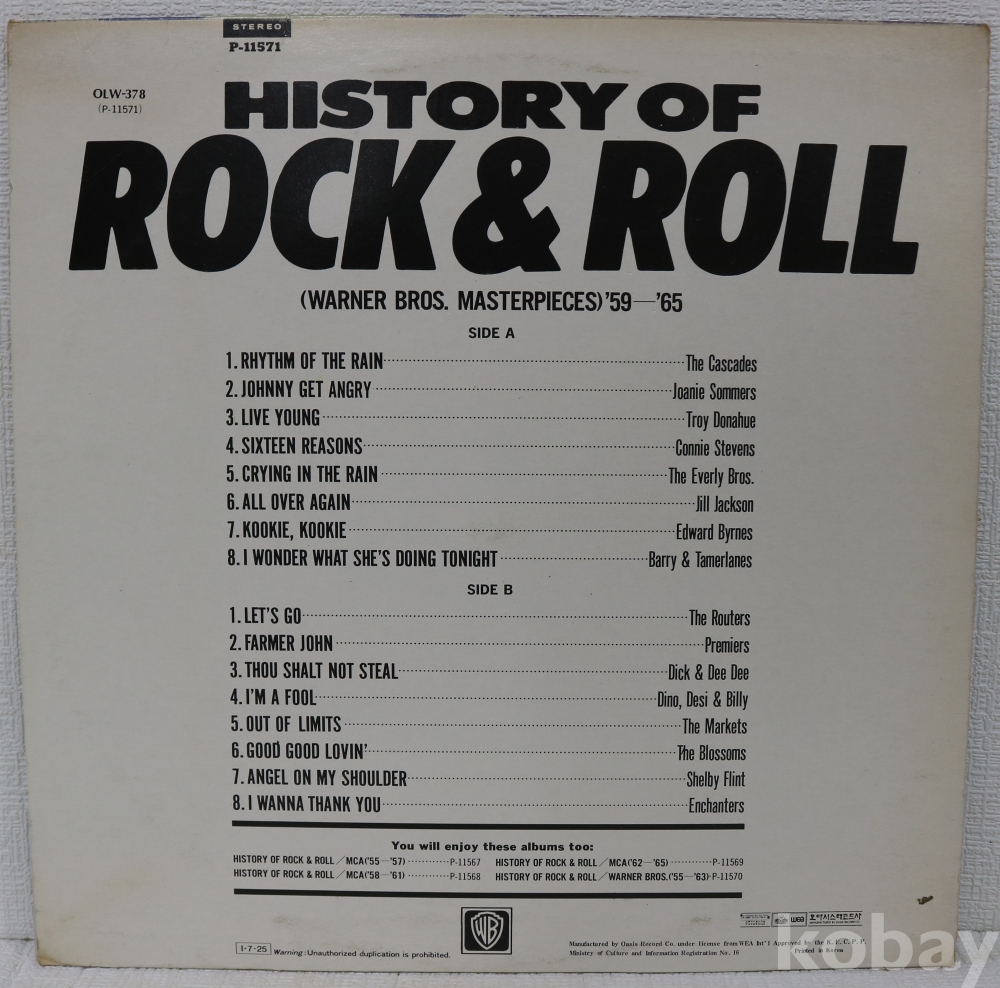 STEREO
P-11571
OLW-378
(P-11571)
HISTORY OF
ROCK & ROLL
(WARNER BROS. MASTERPIECES) '59—'65
SIDE A
1. RHYTHM OF THE RAIN The Cascades
2. JOHNNY GET ANGRY Joanie Sommers
3. LIVE YOUNG Troy Donahue
4. SIXTEEN REASONS Connie Stevens
5. CRYING IN THE RAIN The Everly Bros.
6. ALL OVER AGAIN Jill Jackson
7. KOOKIE, KOOKIE Edward Byrnes
8. I WONDER WHAT SHE'S DOING TONIGHT Barry & Tamerlanes
SIDE B
1. LET'S GO The Routers
2. FARMER JOHN Premiers
3. THOU SHALT NOT STEAL Dick & Dee Dee
4. I'M A FOOL Dino, Desi & Billy
5. OUT OF LIMITS The Markets
6. GOOD GOOD LOVIN' The Blossoms
7. ANGEL ON MY SHOULDER Shelby Flint
8. I WANNA THANK YOU Enchanters
You will enjoy these albums too:
HISTORY OF ROCK & ROLL/MCA('55—'57) P-11567 HISTORY OF ROCK & ROLL/MCA('62—'65) P-11569
HISTORY OF ROCK & ROLL/MCA('58—'61) P-11568 HISTORY OF ROCK & ROLL/WARNER BROS.('55—'63) P-11570
WB
wea 오아시스레코드사
I-7-25 Warning: Unauthorized duplication is prohibited.
Manufactured by Oasis Record Co. under license from WEA Int'l Approved by the K. E. C. P. P.
Ministry of Culture and Information Registration No. 16 Printed in Korea
kobay